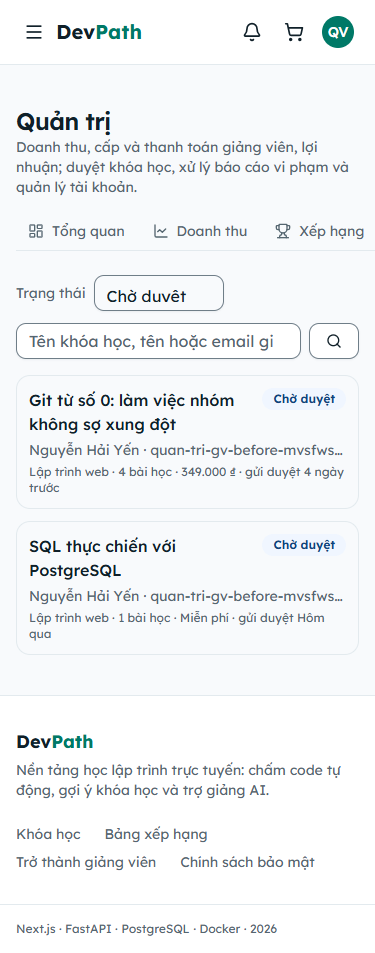 DevPath
QV
Quản trị
Doanh thu, cấp và thanh toán giảng viên, lợi
nhuận; duyệt khóa học, xử lý báo cáo vi phạm và
quản lý tài khoản.
Tổng quan
Doanh thu
Xếp hạng
Trạng thái
Chờ duyệt
Tên khóa học, tên hoặc email gi
Git từ số 0: làm việc nhóm
không sợ xung đột
Chờ duyệt
Nguyễn Hải Yến · quan-tri-gv-before-mvsfws...
Lập trình web · 4 bài học · 349.000 ₫ · gửi duyệt 4 ngày
trước
SQL thực chiến với
PostgreSQL
Chờ duyệt
Nguyễn Hải Yến · quan-tri-gv-before-mvsfws...
Lập trình web · 1 bài học · Miễn phí · gửi duyệt Hôm
qua
DevPath
Nền tảng học lập trình trực tuyến: chấm code tự
động, gợi ý khóa học và trợ giảng AI.
Khóa học
Bảng xếp hạng
Trở thành giảng viên
Chính sách bảo mật
Next.js · FastAPI · PostgreSQL · Docker · 2026